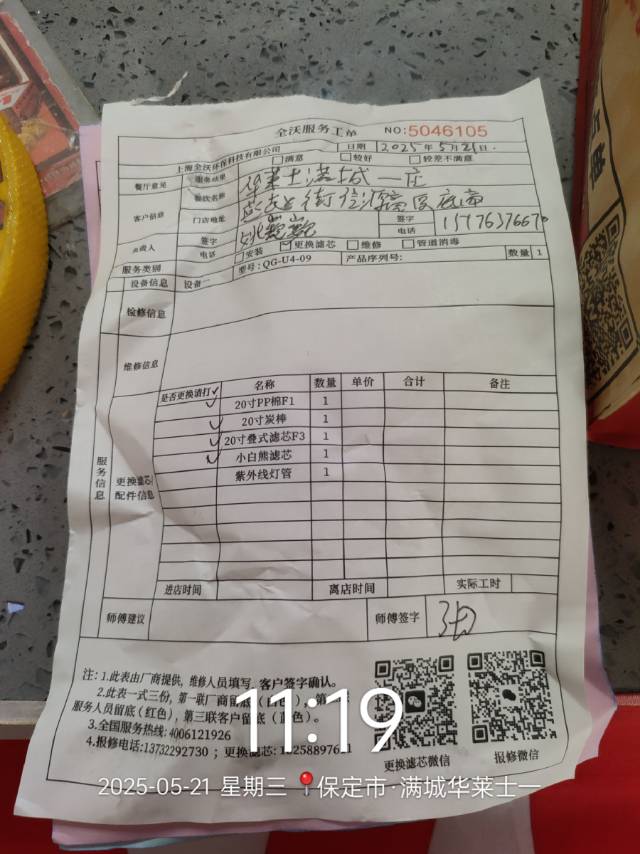 全沃服务工单 NO:5046105
上海全沃环保科技有限公司 日期 2025年5月21日.
餐厅意见 服务结果 满意 较好 较差不满意
客户信息 餐饮名称 华莱士满城一店
门店地址
签字 电话 15176376670
签字
电话
服务类别 安装 更换滤芯 维修 管道消毒
设备信息 设备 型号:QG-U4-09 产品序列号: 数量 1
检修信息
维修信息
服务信息
更换滤芯配件信息
是否更换请打✓ 名称 数量 单价 合计 备注
✓ 20寸PP棉F1 1
✓ 20寸炭棒 1
✓ 20寸叠式滤芯F3 1
✓ 小白熊滤芯 1
紫外线灯管 1
进店时间 离店时间 实际工时
师傅建议 师傅签字
注: 1.此表由厂商提供, 维修人员填写, 客户签字确认。
2.此表一式三份, 第一联厂商留底
服务人员留底(红色), 第三联客户留底(蓝色)。
3.全国服务热线:4006121926
4.报修电话:13732292730 ; 更换滤芯:
更换滤芯微信 报修微信
11:19
2025-05-21 星期三 保定市·满城华莱士一